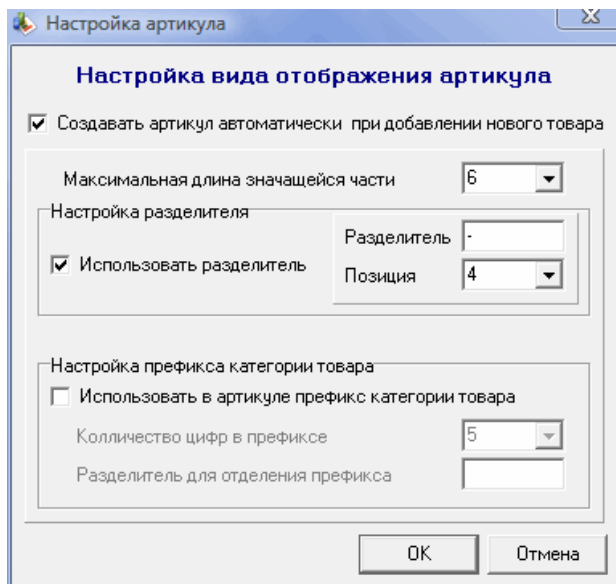 Настройка артикула
Настройка вида отображения артикула
Создавать артикул автоматически при добавлении нового товара
Максимальная длина значащейся части 6
Настройка разделителя
Разделитель -
Использовать разделитель
Позиция 4
Настройка префикса категории товара
Использовать в артикуле префикс категории товара
Колличество цифр в префиксе 5
Разделитель для отделения префикса
OK Отмена